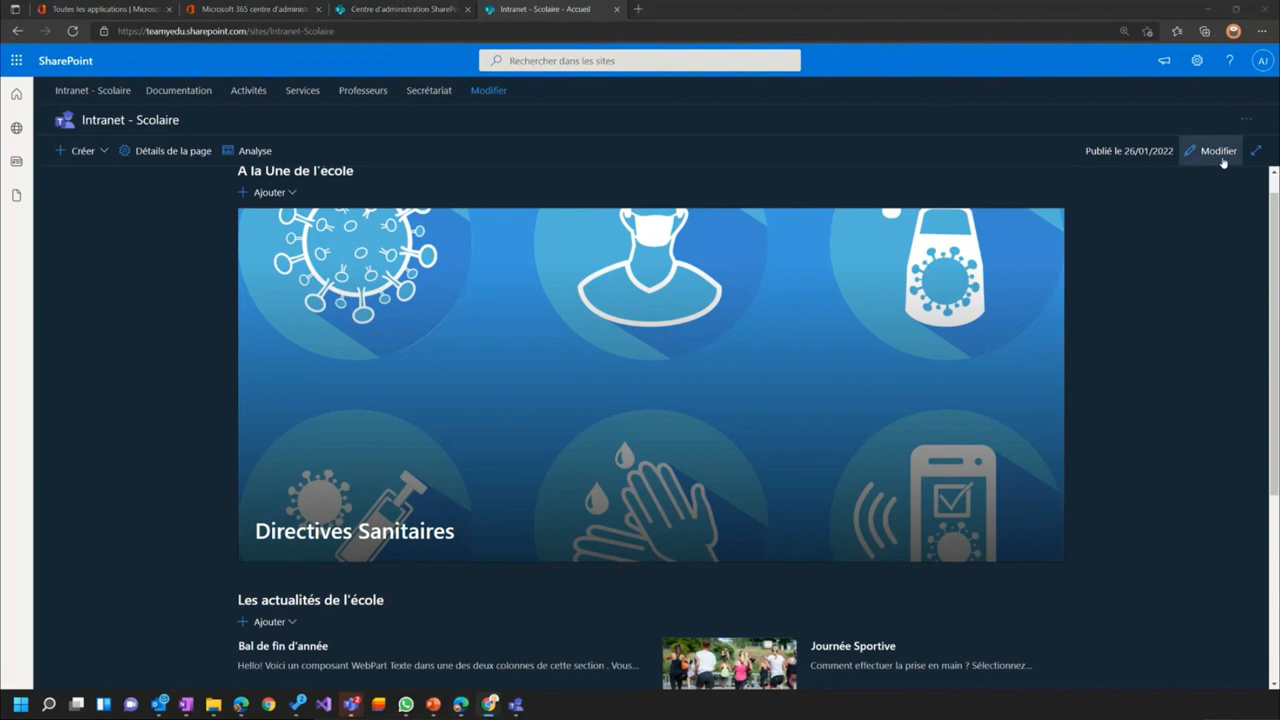 Toutes les applications | Micros
Microsoft 365 centre d'administ
Centre d'administration ShareP
Intranet - Scolaire - Accueil
https://teamyedu.sharepoint.com/sites/Intranet-Scolaire
SharePoint
Rechercher dans les sites
AJ
Intranet - Scolaire
Documentation
Activités
Services
Professeurs
Secrétariat
Modifier
Intranet - Scolaire
Créer
Détails de la page
Analyse
Publié le 26/01/2022
Modifier
A la Une de l'école
Ajouter
Directives Sanitaires
Les actualités de l'école
Ajouter
Bal de fin d'année
Hello! Voici un composant WebPart Texte dans une des deux colonnes de cette section . Vous...
Journée Sportive
Comment effectuer la prise en main ? Sélectionnez...